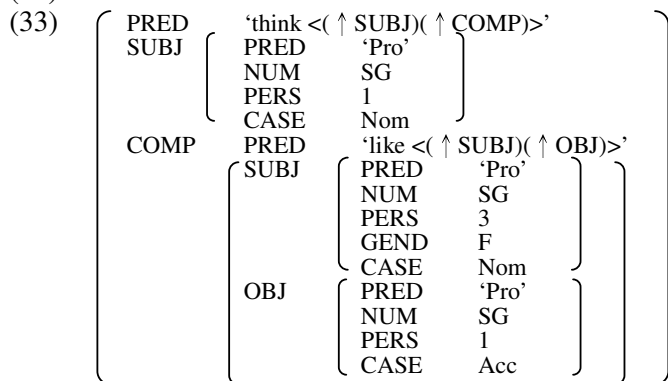 (33) PRED ‘think <( ↑ SUBJ)( ↑ COMP)>’
SUBJ PRED ‘Pro’
NUM SG
PERS 1
CASE Nom
COMP PRED ‘like <( ↑ SUBJ)( ↑ OBJ)>’
SUBJ PRED ‘Pro’
NUM SG
PERS 3
GEND F
CASE Nom
OBJ PRED ‘Pro’
NUM SG
PERS 1
CASE Acc